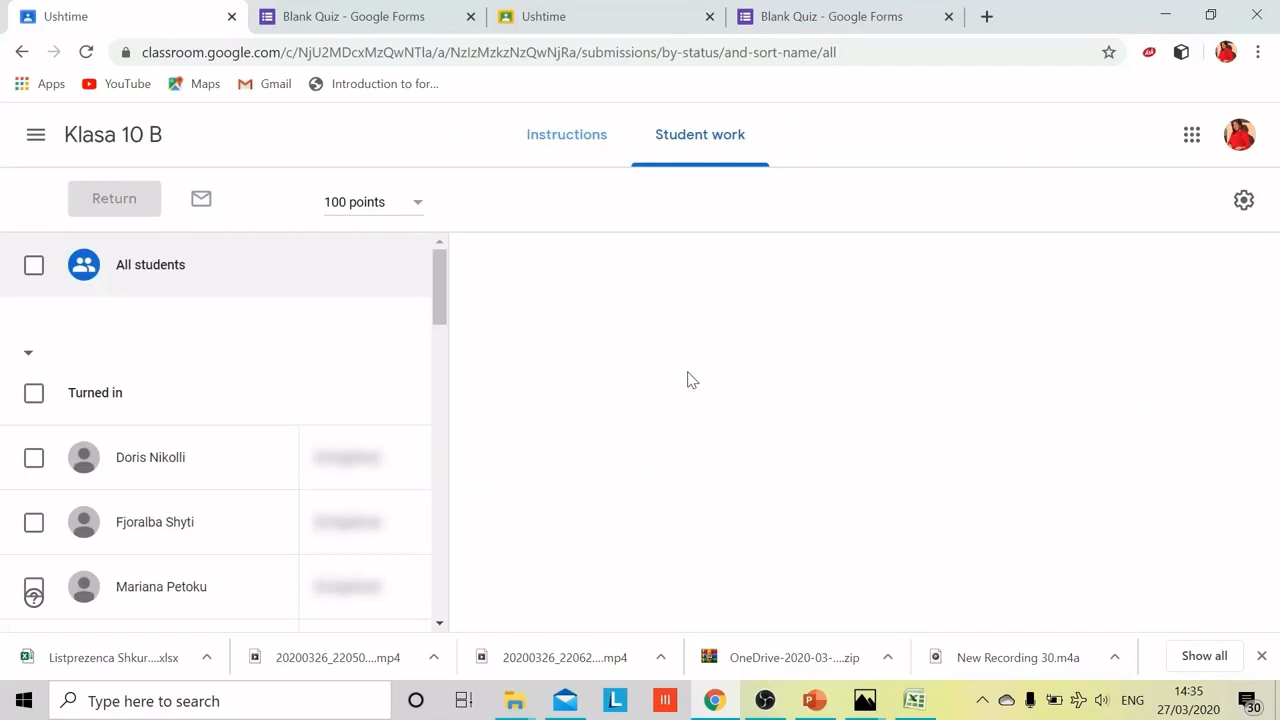 Ushtime
Blank Quiz - Google Forms
Ushtime
Blank Quiz - Google Forms
classroom.google.com/c/NjU2MDcxMzQwNTla/a/NzIzMzkzNzQwNjRa/submissions/by-status/and-sort-name/all
Apps
YouTube
Maps
Gmail
Introduction to for...
Klasa 10 B
Instructions
Student work
Return
100 points
All students
Turned in
Doris Nikolli
Fjoralba Shyti
Mariana Petoku
Listprezenca Shkur....xlsx
20200326_22050....mp4
20200326_22062....mp4
OneDrive-2020-03-....zip
New Recording 30.m4a
Show all
Type here to search
L
ENG
14:35
27/03/2020
30